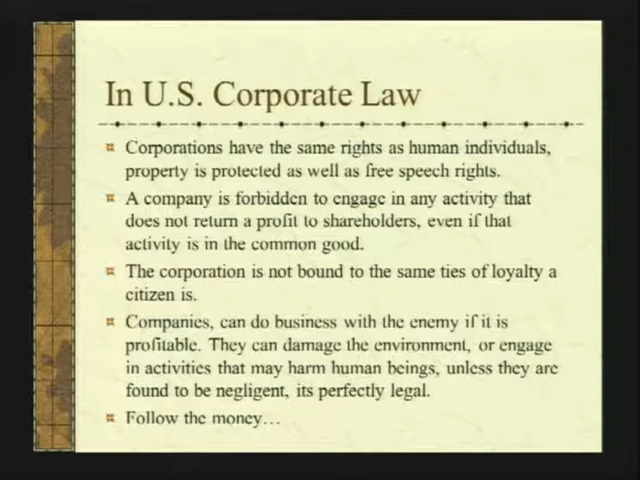 In U.S. Corporate Law
Corporations have the same rights as human individuals,
property is protected as well as free speech rights.
A company is forbidden to engage in any activity that
does not return a profit to shareholders, even if that
activity is in the common good.
The corporation is not bound to the same ties of loyalty a
citizen is.
Companies, can do business with the enemy if it is
profitable. They can damage the environment, or engage
in activities that may harm human beings, unless they are
found to be negligent, its perfectly legal.
Follow the money…